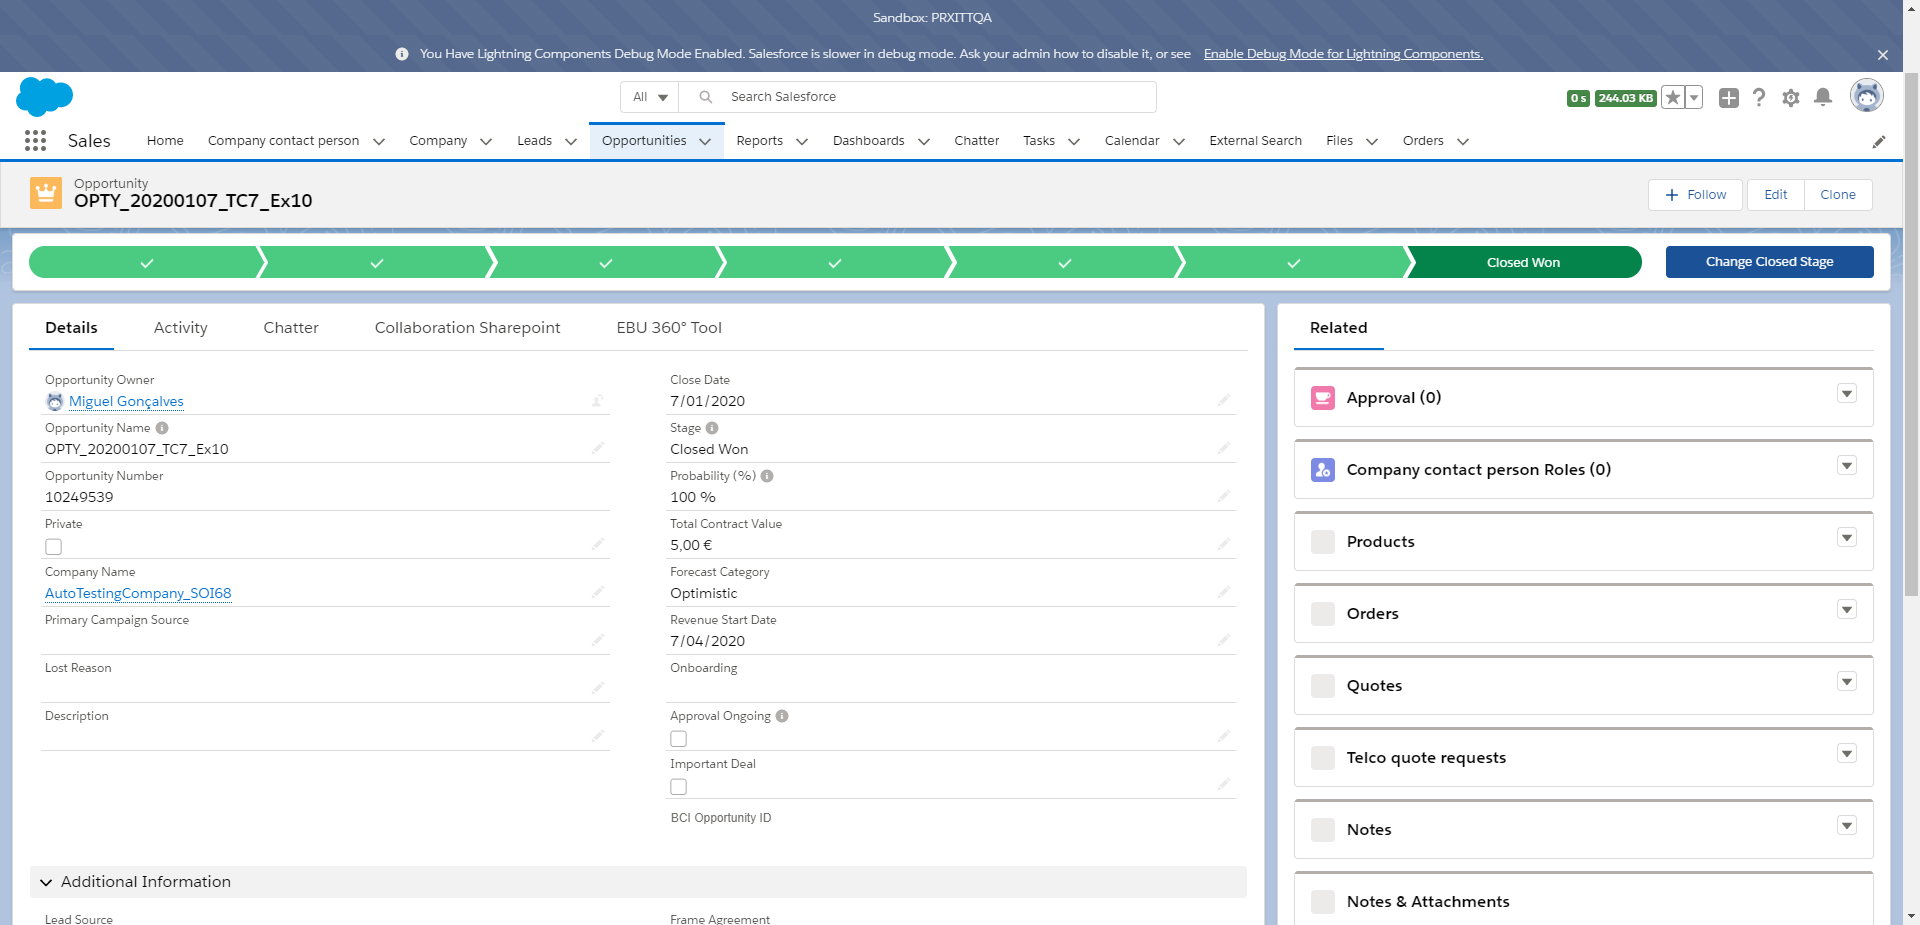 Sandbox: PRXITTQA
You Have Lightning Components Debug Mode Enabled. Salesforce is slower in debug mode. Ask your admin how to disable it, or see Enable Debug Mode for Lightning Components.
All Search Salesforce 0 s 244.03 KB
Sales Home Company contact person Company Leads Opportunities Reports Dashboards Chatter Tasks Calendar External Search Files Orders
Opportunity
OPTY_20200107_TC7_Ex10
Follow Edit Clone
Closed Won Change Closed Stage
Details Activity Chatter Collaboration Sharepoint EBU 360° Tool
Opportunity Owner
Miguel Gonçalves
Opportunity Name
OPTY_20200107_TC7_Ex10
Opportunity Number
10249539
Private
Company Name
AutoTestingCompany_SOI68
Primary Campaign Source
Lost Reason
Description
Close Date
7/01/2020
Stage
Closed Won
Probability (%)
100 %
Total Contract Value
5,00 €
Forecast Category
Optimistic
Revenue Start Date
7/04/2020
Onboarding
Approval Ongoing
Important Deal
BCI Opportunity ID
Additional Information
Lead Source
Frame Agreement
Related
Approval (0)
Company contact person Roles (0)
Products
Orders
Quotes
Telco quote requests
Notes
Notes & Attachments